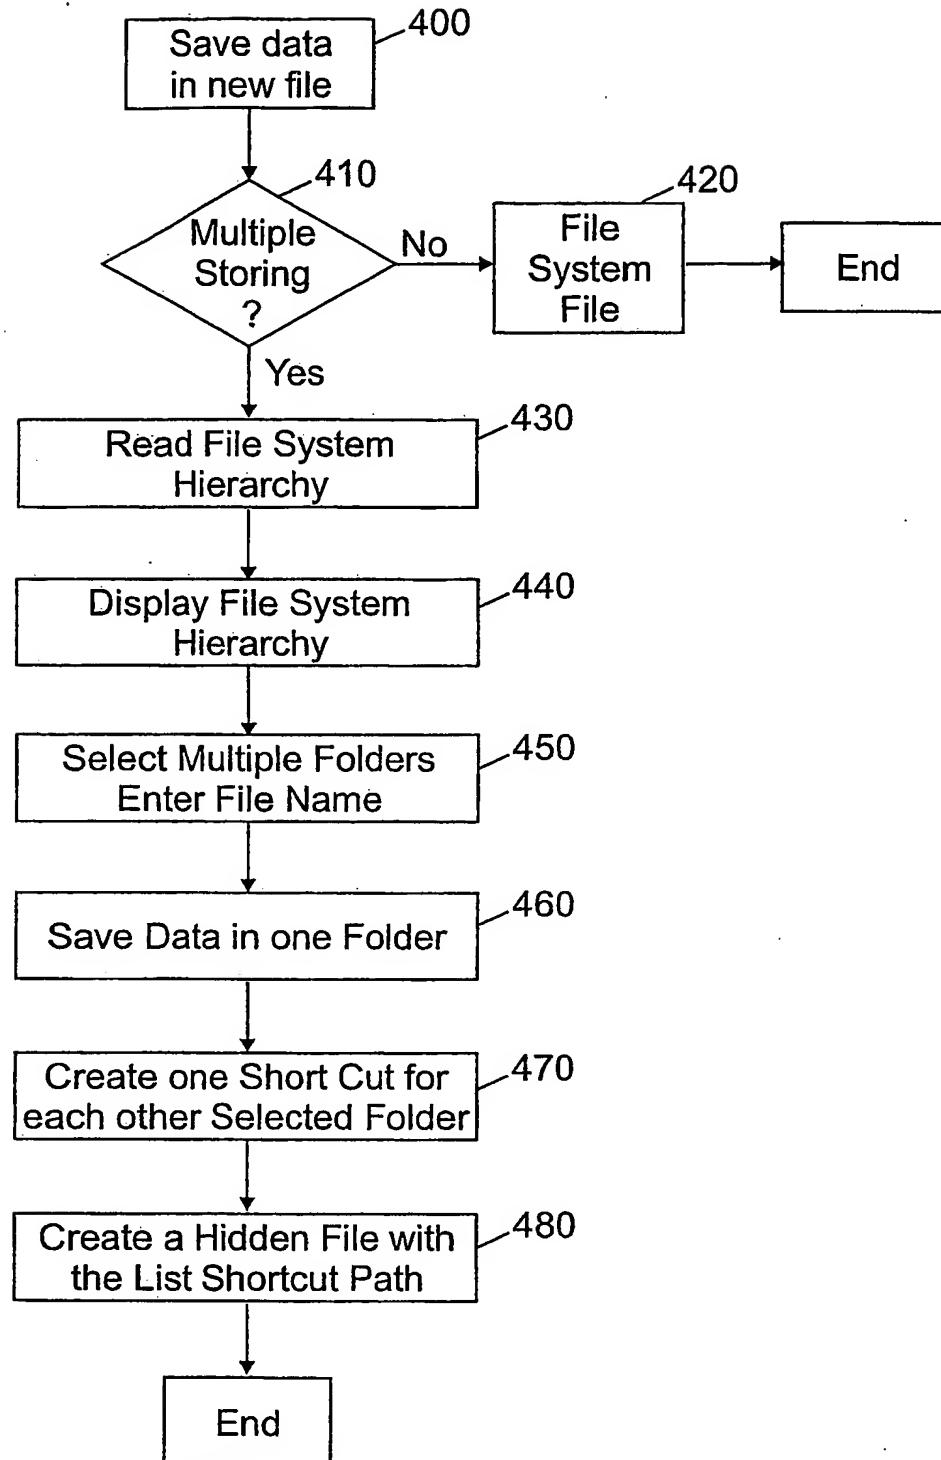 Save data
in new file
400
410
Multiple
Storing
?
No
420
File
System
File
End
Yes
Read File System
Hierarchy
430
Display File System
Hierarchy
440
Select Multiple Folders
Enter File Name
450
Save Data in one Folder
460
Create one Short Cut for
each other Selected Folder
470
Create a Hidden File with
the List Shortcut Path
480
End